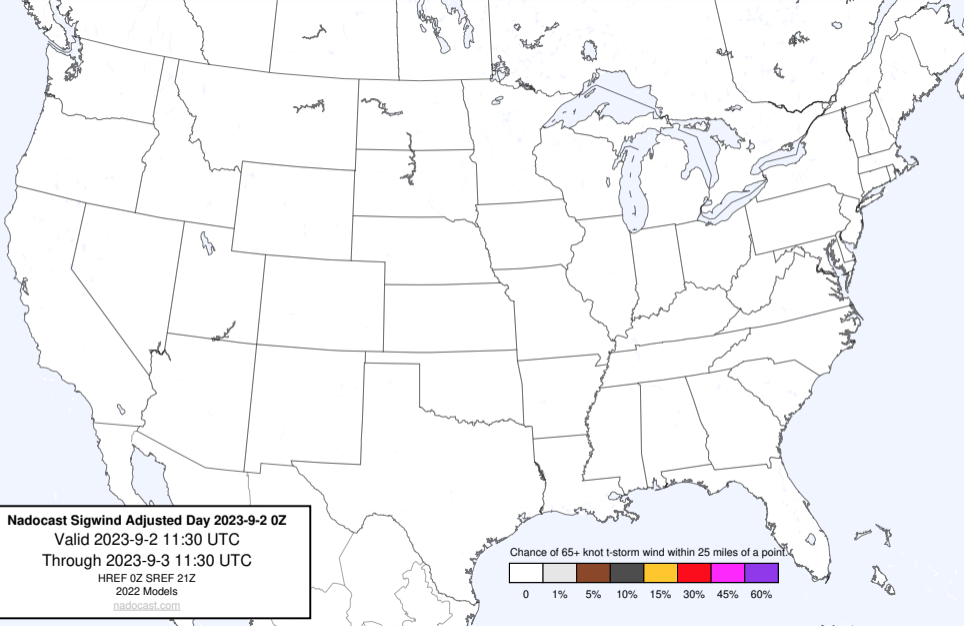 Nadocast Sigwind Adjusted Day 2023-9-2 0Z
Valid 2023-9-2 11:30 UTC
Through 2023-9-3 11:30 UTC
HREF 0Z SREF 21Z
2022 Models
nadocast.com
Chance of 65+ knot t-storm wind within 25 miles of a point.
0 1% 5% 10% 15% 30% 45% 60%